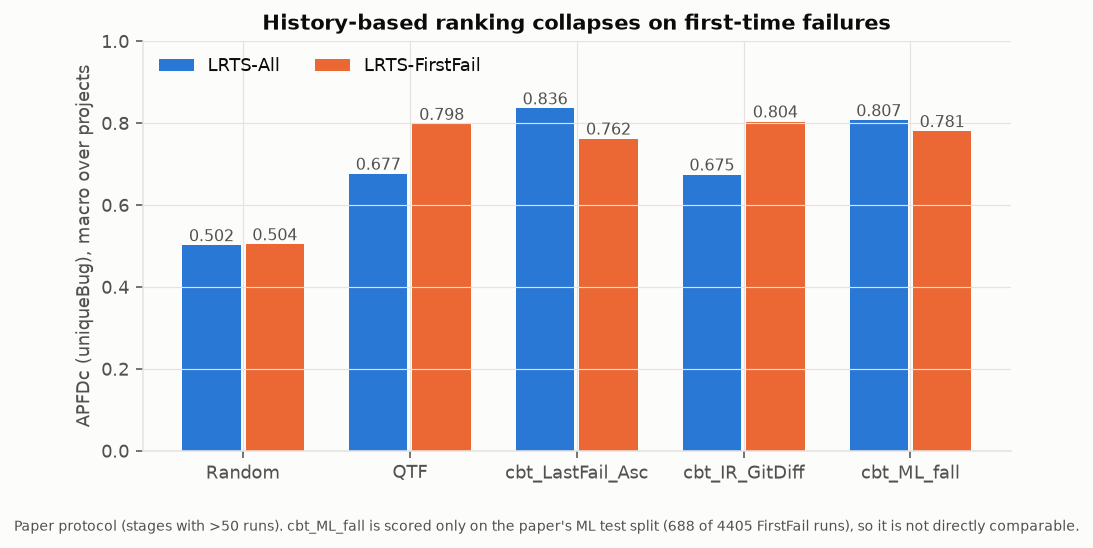 History-based ranking collapses on first-time failures
LRTS-All
LRTS-FirstFail
APFDc (uniqueBug), macro over projects
1.0
0.8
0.6
0.4
0.2
0.0
0.502
0.504
0.677
0.798
0.836
0.762
0.675
0.804
0.807
0.781
Random
QTF
cbt_LastFail_Asc
cbt_IR_GitDiff
cbt_ML_fall
Paper protocol (stages with >50 runs). cbt_ML_fall is scored only on the paper's ML test split (688 of 4405 FirstFail runs), so it is not directly comparable.